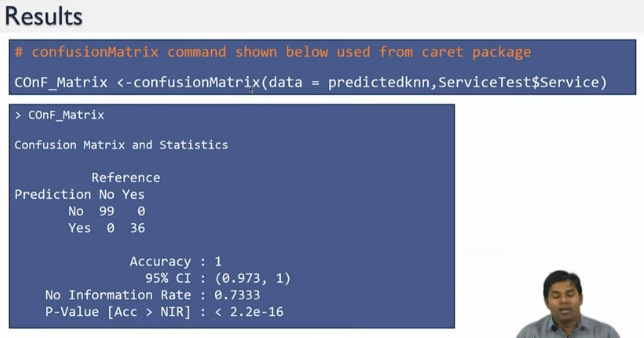 Results
# confusionMatrix command shown below used from caret package
COnF_Matrix <-confusionMatrix(data = predictedknn,ServiceTest$Service)
> COnF_Matrix
Confusion Matrix and Statistics
Reference
Prediction No Yes
No 99 0
Yes 0 36
Accuracy : 1
95% CI : (0.973, 1)
No Information Rate : 0.7333
P-Value [Acc > NIR] : < 2.2e-16